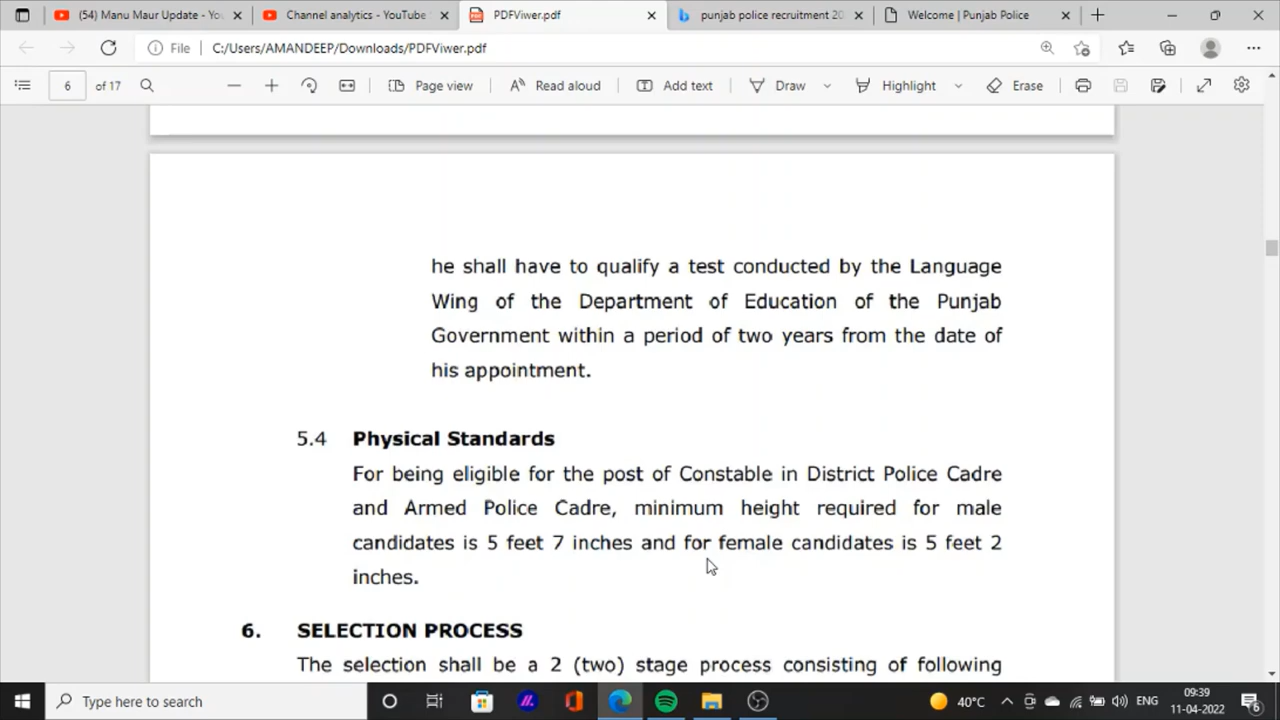 (54) Manu Maur Update - You
Channel analytics - YouTube S
PDFViwer.pdf
punjab police recruitment 20
Welcome | Punjab Police
File
C:/Users/AMANDEEP/Downloads/PDFViwer.pdf
6 of 17
Page view
Read aloud
Add text
Draw
Highlight
Erase
he shall have to qualify a test conducted by the Language
Wing of the Department of Education of the Punjab
Government within a period of two years from the date of
his appointment.
5.4 Physical Standards
For being eligible for the post of Constable in District Police Cadre
and Armed Police Cadre, minimum height required for male
candidates is 5 feet 7 inches and for female candidates is 5 feet 2
inches.
6. SELECTION PROCESS
The selection shall be a 2 (two) stage process consisting of following
Type here to search
40°C
ENG
09:39
11-04-2022
6